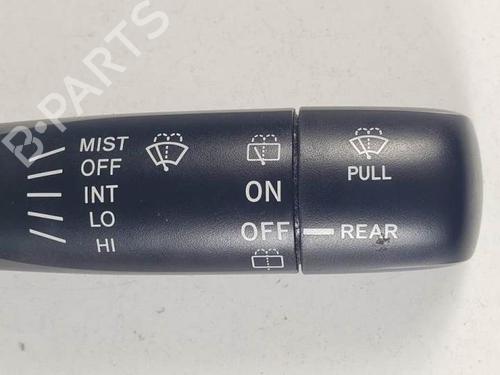 B-PARTS
MIST
OFF
INT
LO
HI
ON
OFF
PULL
REAR